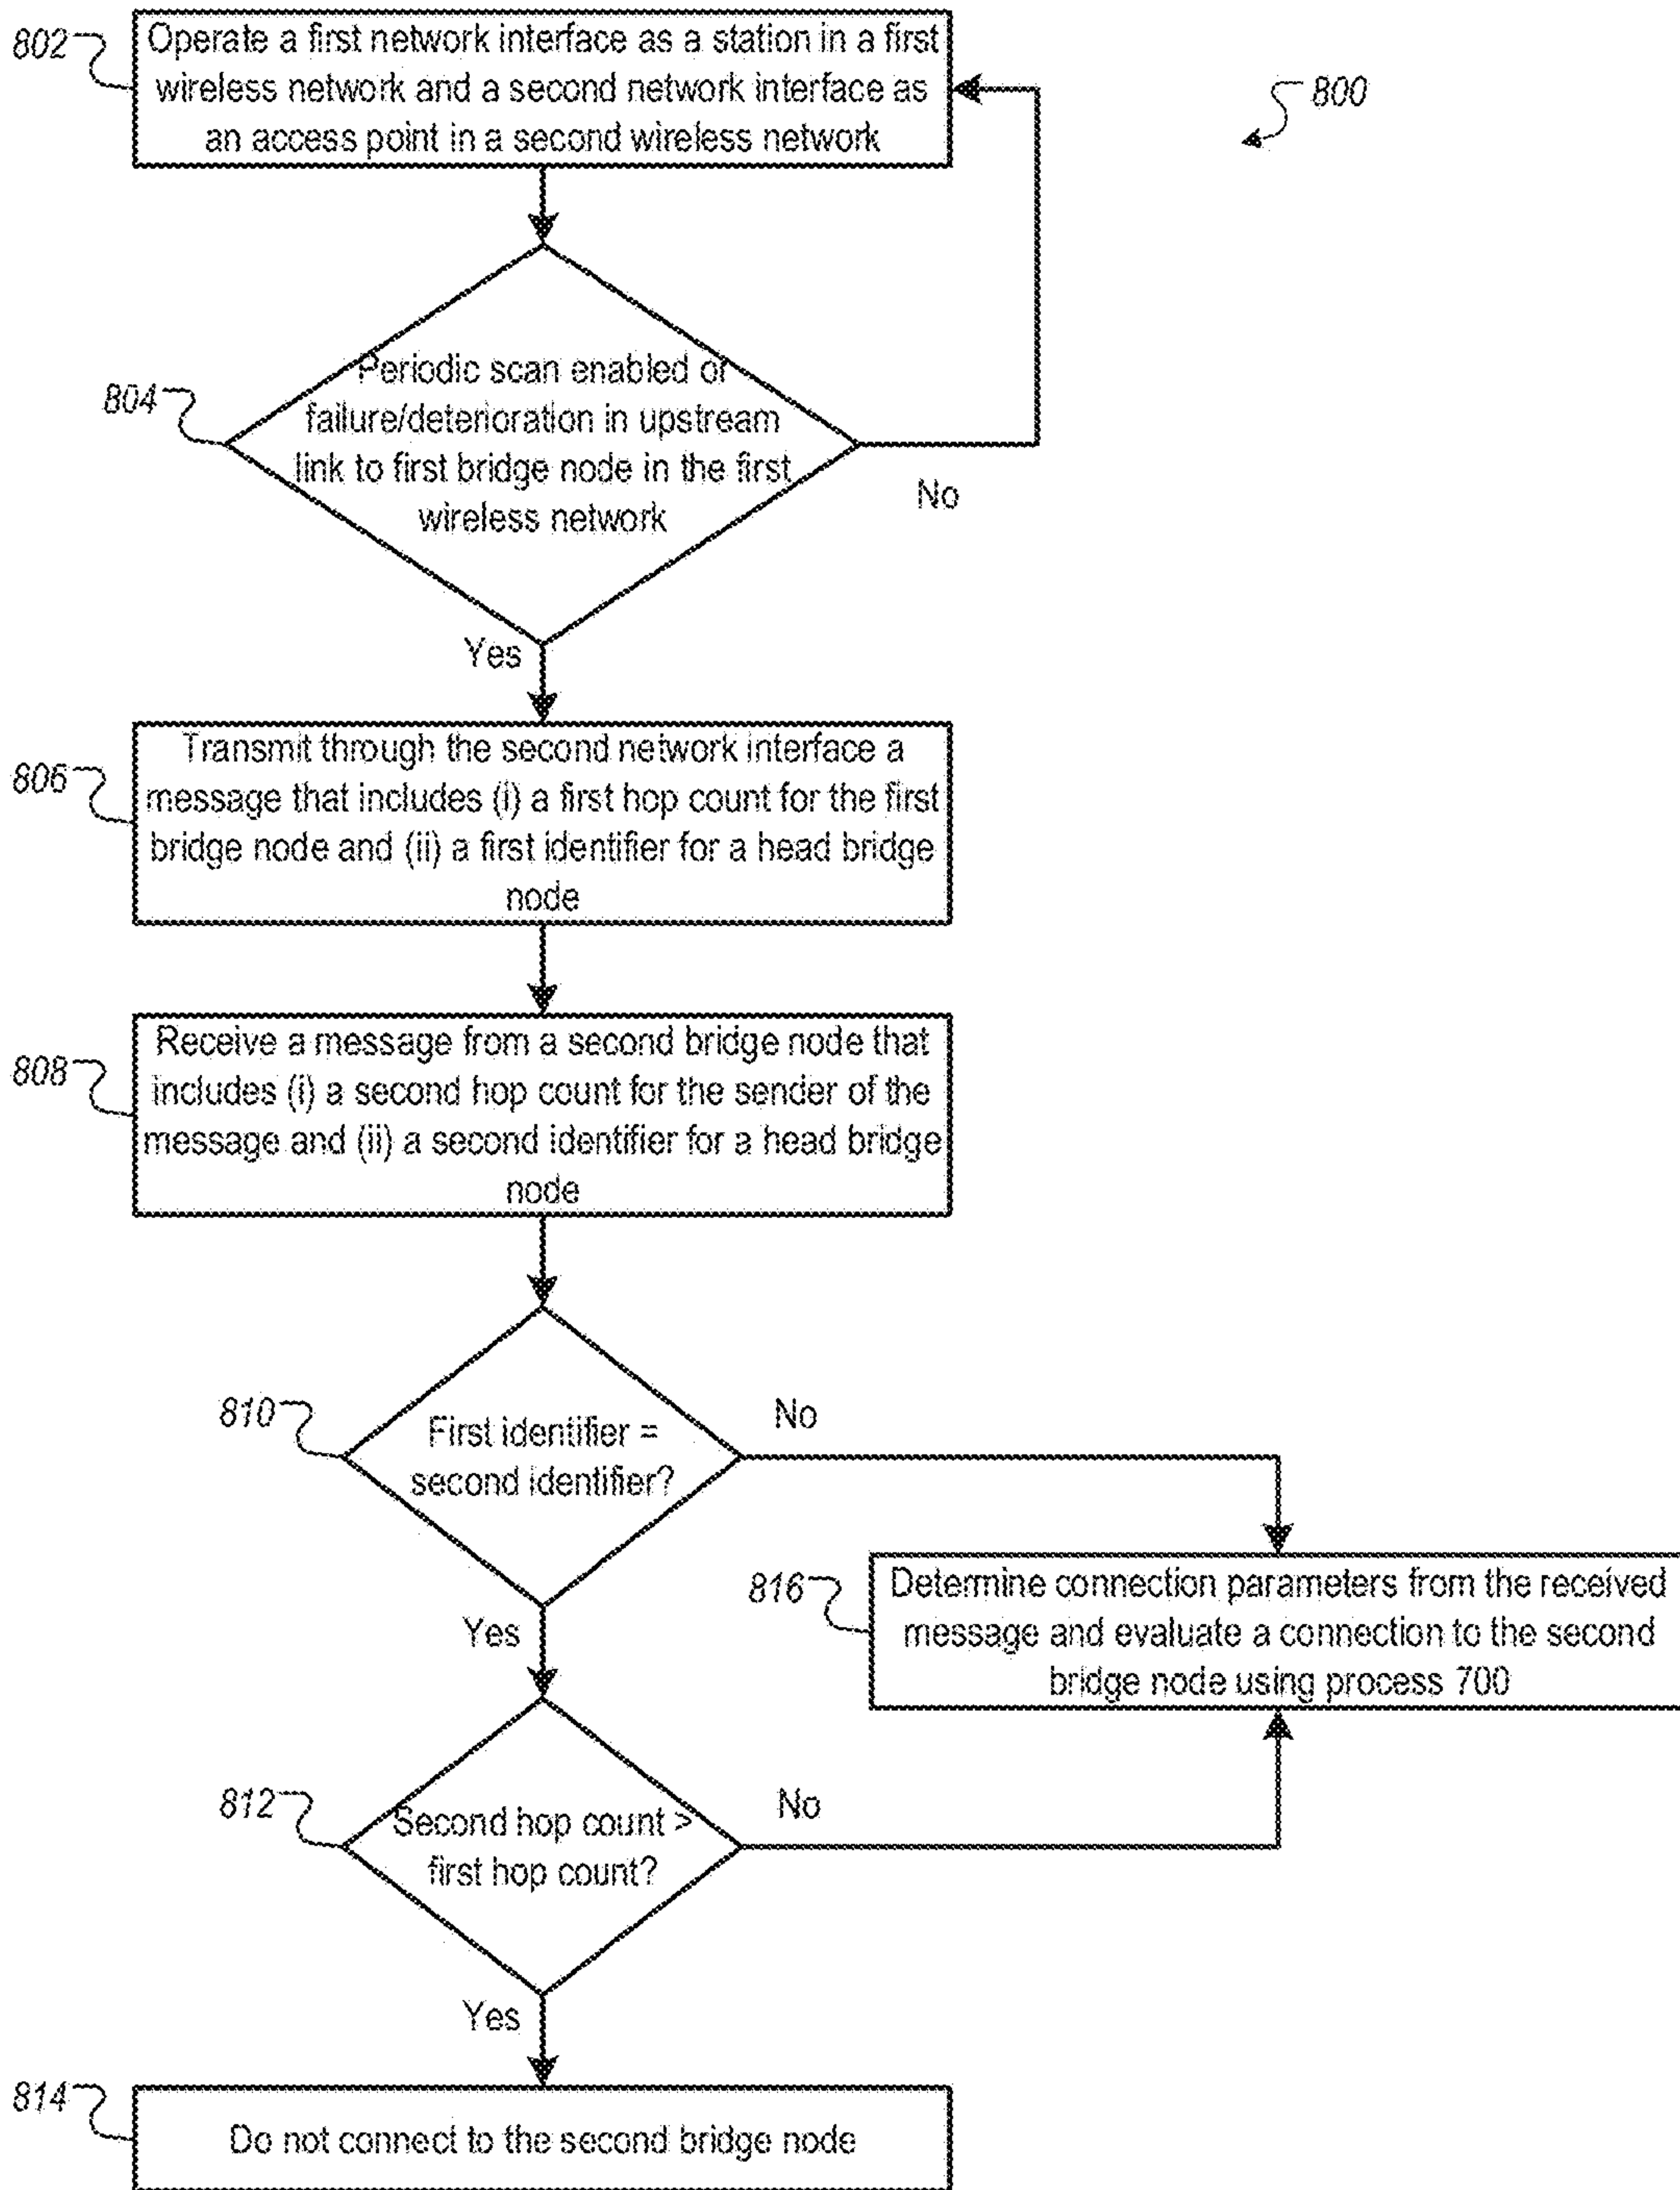 802
Operate a first network interface as a station in a first
wireless network and a second network interface as
an access point in a second wireless network
800
804
Periodic scan enabled or
failure/deterioration in upstream
link to first bridge node in the first
wireless network
No
Yes
806
Transmit through the second network interface a
message that includes (i) a first hop count for the first
bridge node and (ii) a first identifier for a head bridge
node
808
Receive a message from a second bridge node that
includes (i) a second hop count for the sender of the
message and (ii) a second identifier for a head bridge
node
810
First identifier =
second identifier?
No
Yes
816
Determine connection parameters from the received
message and evaluate a connection to the second
bridge node using process 700
812
Second hop count >
first hop count?
No
Yes
814
Do not connect to the second bridge node